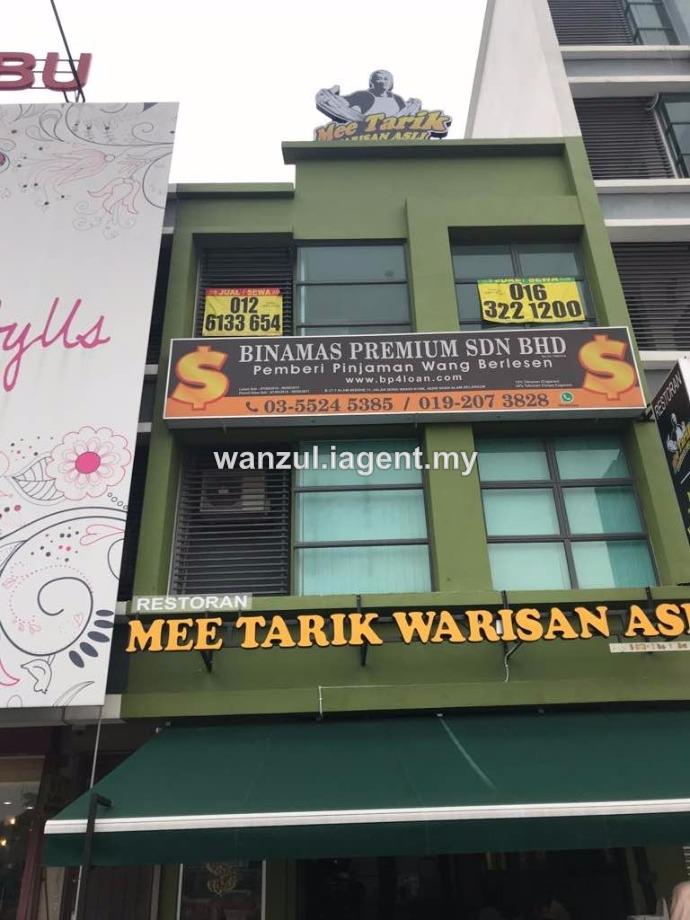 BU
Mee Tarik
WARISAN ASLI
JUAL / SEWA
012
6133 654
JUAL / SEWA
016
322 1200
BINAMAS PREMIUM SDN BHD
Pemberi Pinjaman Wang Berlesen
www.bp4loan.com
03-5524 5385 / 019-207 3828
wanzul.iagent.my
RESTORAN
RESTORAN
MEE TARIK WARISAN ASLI